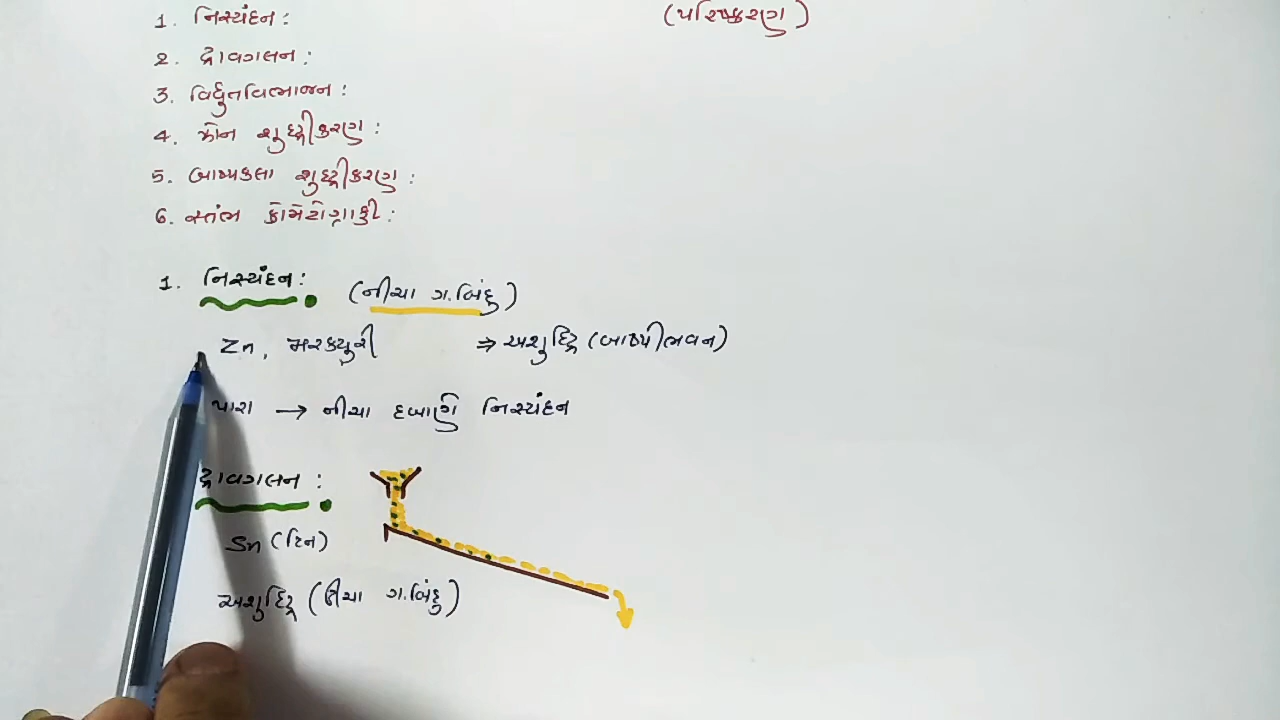 1. નિસ્યંદન :
(પરિષ્કરણ)
2. દ્રાવગલન :
3. વિર્દ્યુતવિભાજન :
4. ઝોન શુદ્ધીકરણ :
5. બાષ્પકલા શુદ્ધીકરણ :
6. સ્તંભ ક્રોમેટોગ્રાફી :
1. નિસ્યંદન :
(નીચા ગ.બિંદુ)
Zn, મરક્યુરી ⇒ અશુદ્ધિ (બાષ્પીભવન)
પારા → નીચા દબાણે નિસ્યંદન
દ્રાવગલન :
Sn (ટિન)
અશુદ્ધિ (ઊંચા ગ.બિંદુ)